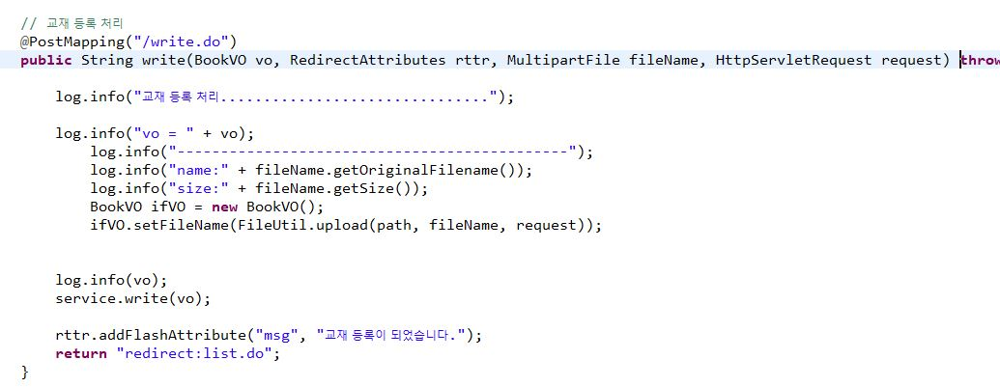 // 교재 등록 처리
@PostMapping("/write.do")
public String write(BookVO vo, RedirectAttributes rttr, MultipartFile fileName, HttpServletRequest request) throw
log.info("교재 등록 처리...............................");
log.info("vo = " + vo);
log.info("---------------------------------------------");
log.info("name:" + fileName.getOriginalFilename());
log.info("size:" + fileName.getSize());
BookVO ifVO = new BookVO();
ifVO.setFileName(FileUtil.upload(path, fileName, request));
log.info(vo);
service.write(vo);
rttr.addFlashAttribute("msg", "교재 등록이 되었습니다.");
return "redirect:list.do";
}